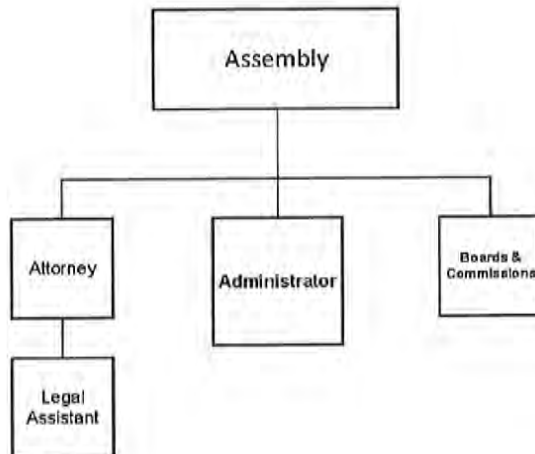 Assembly
Attorney
Administrator
Boards &
Commissions
Legal
Assistant